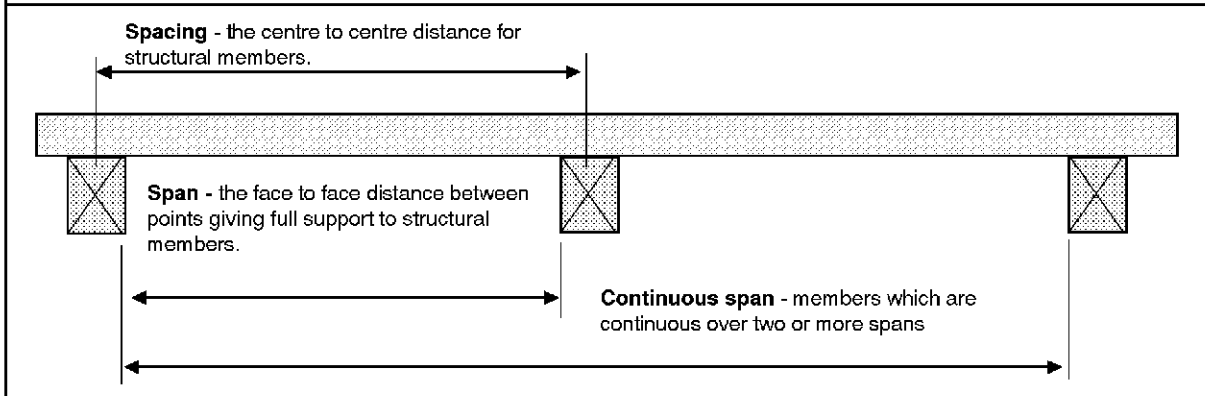 Spacing - the centre to centre distance for
structural members.
Span - the face to face distance between
points giving full support to structural
members.
Continuous span - members which are
continuous over two or more spans